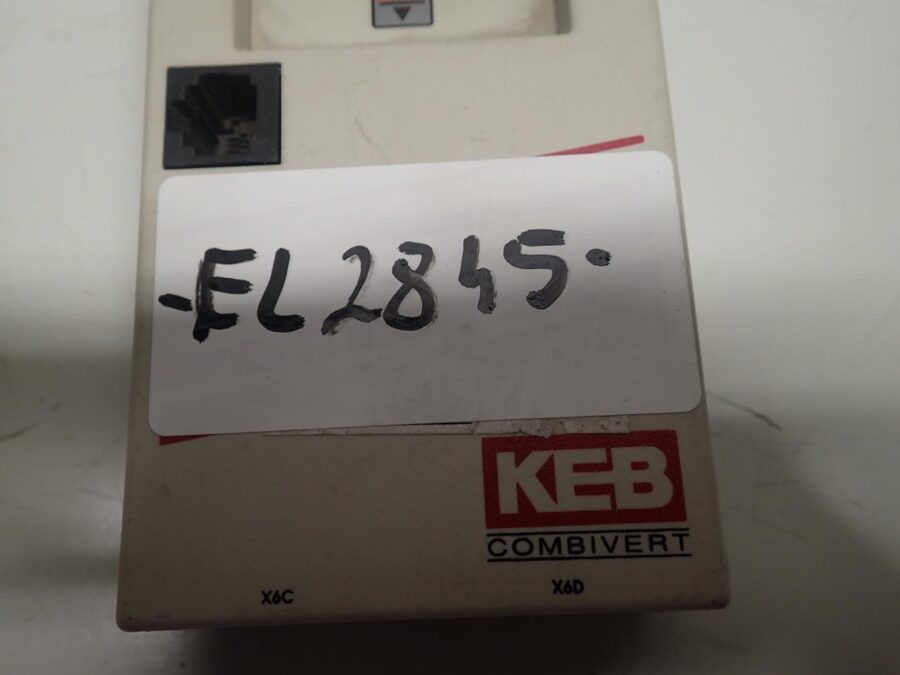 -EL2845-
KEB
COMBIVERT
X6C X6D